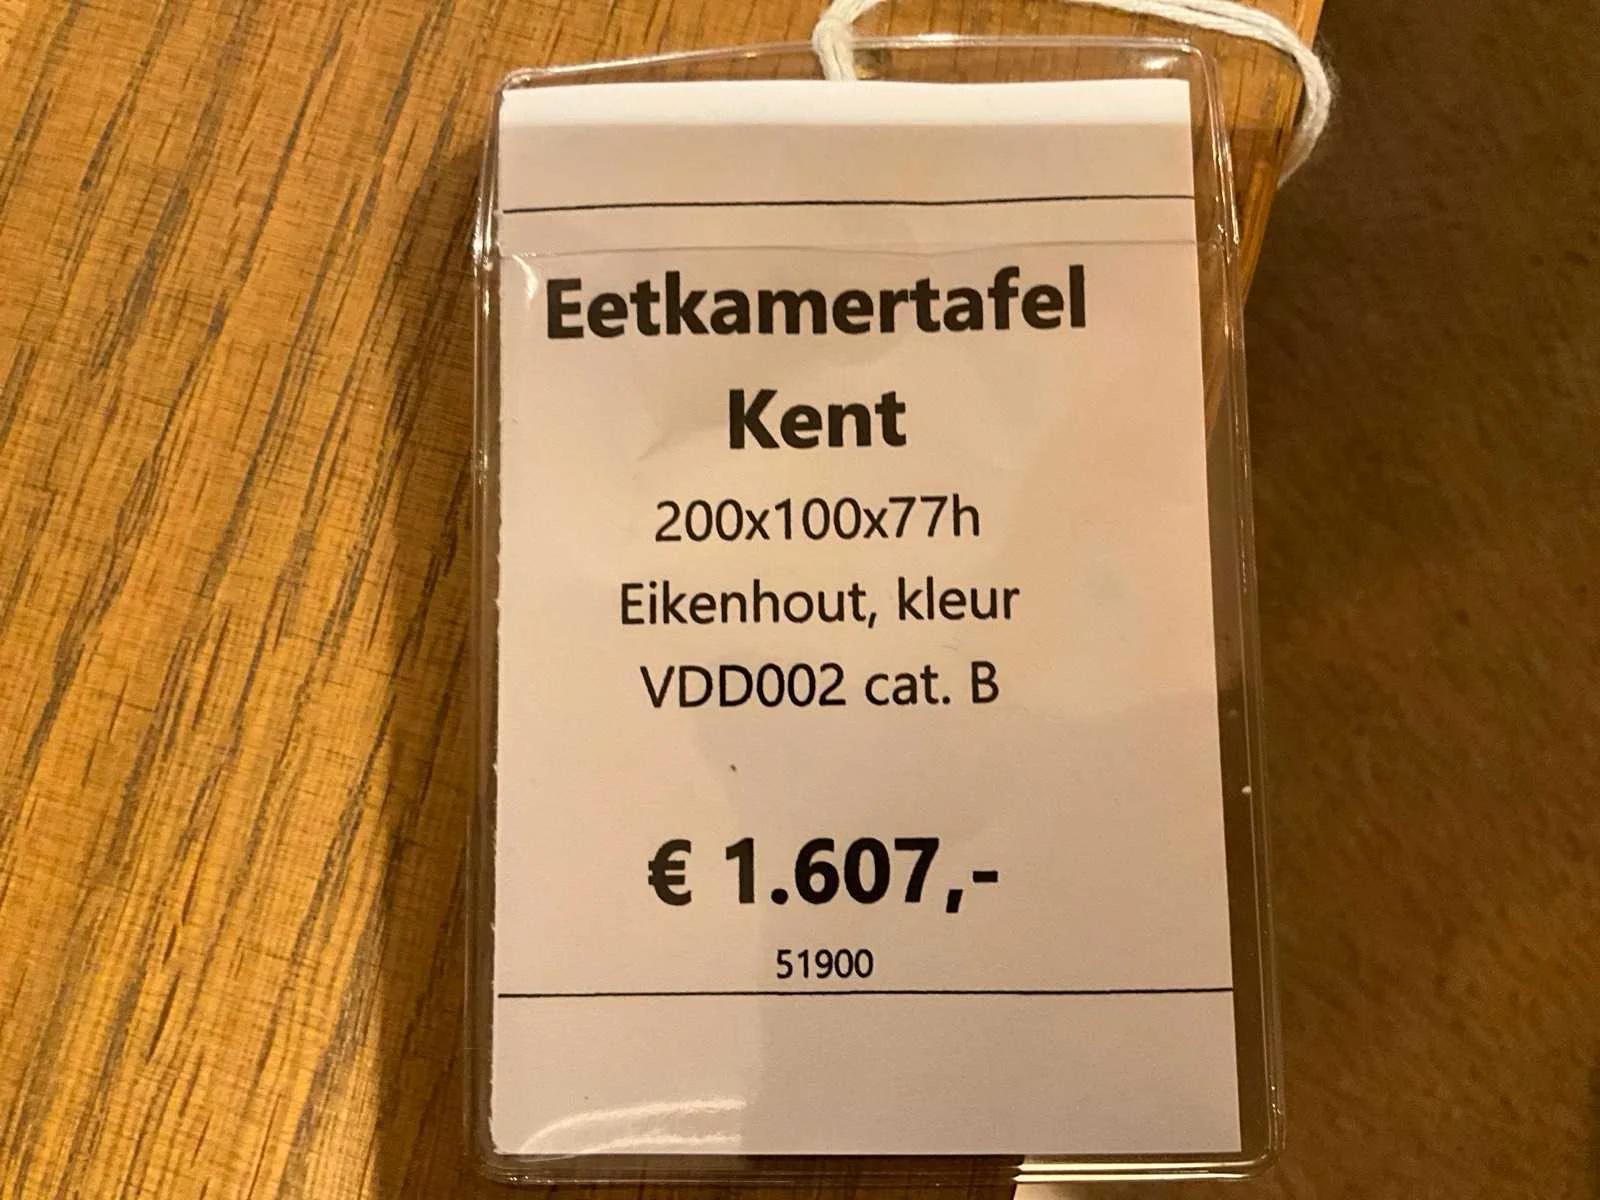 Eetkamertafel
Kent
200x100x77h
Eikenhout, kleur
VDD002 cat. B
€ 1.607,-
51900